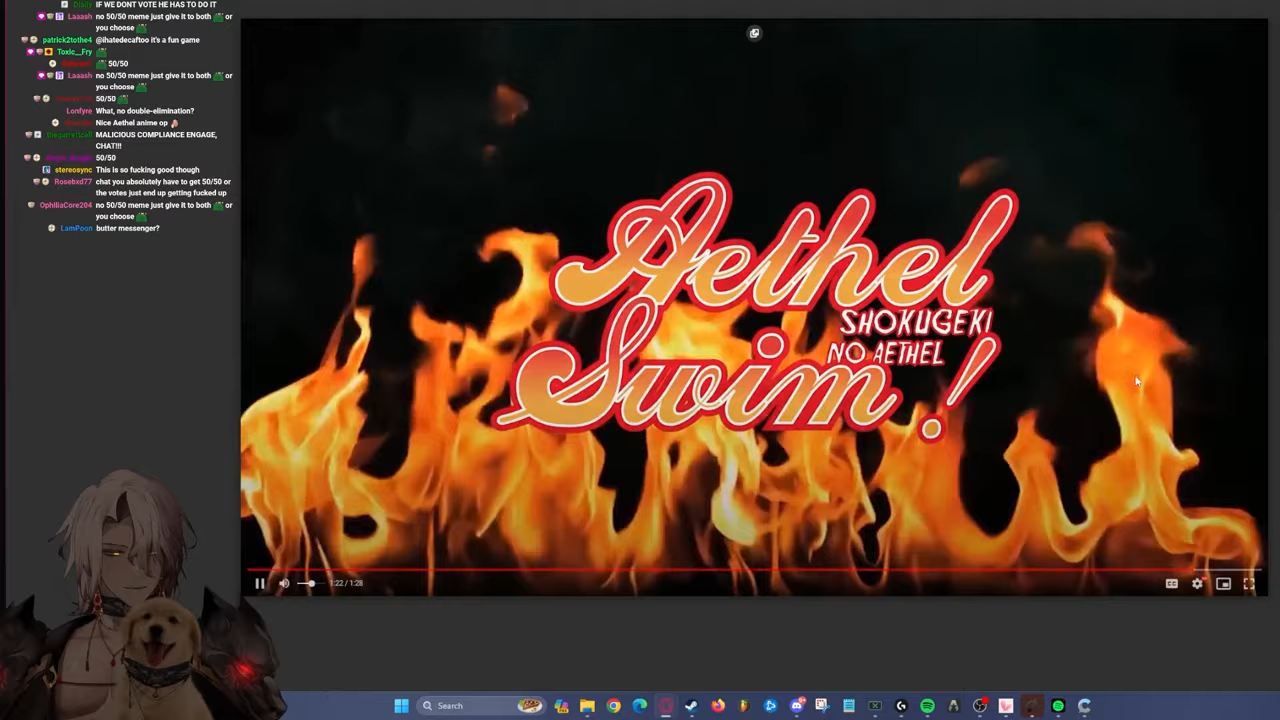 IF WE DONT VOTE HE HAS TO DO IT
Laaash no 50/50 meme just give it to both or
you choose
patrick2tothe4 @ihatedecaftoo it's a fun game
Toxic__Fry
50/50
Laaash no 50/50 meme just give it to both or
you choose
50/50
Lonfyre What, no double-elimination?
Nice Aethel anime op
MALICIOUS COMPLIANCE ENGAGE,
CHAT!!!
50/50
stereosync This is so fucking good though
Rosebxd77 chat you absolutely have to get 50/50 or
the votes just end up getting fucked up
OphiliaCore204 no 50/50 meme just give it to both or
you choose
LamPoon butter messenger?
Aethel
SHOKUGEKI
NO AETHEL
Swim!
1:22 / 1:28
CC
Search